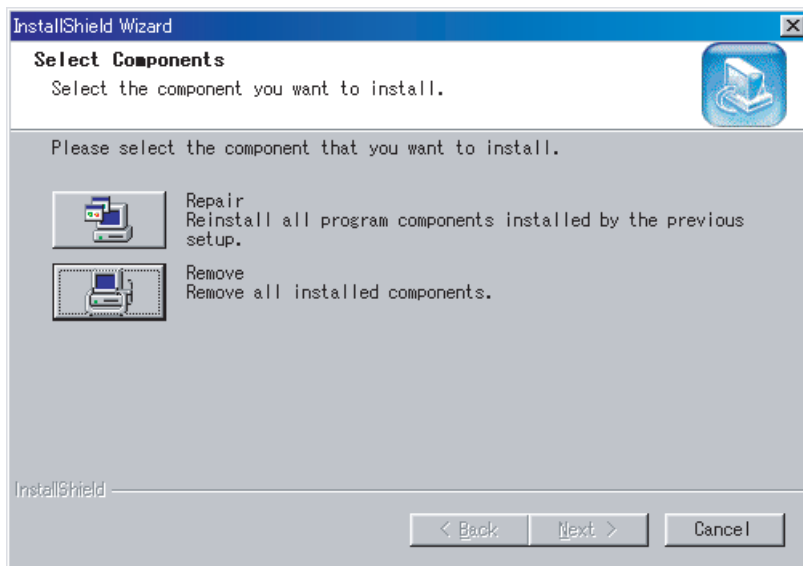 InstallShield Wizard
Select Components
Select the component you want to install.
Please select the component that you want to install.
Repair
Reinstall all program components installed by the previous
setup.
Remove
Remove all installed components.
InstallShield
< Back
Next >
Cancel